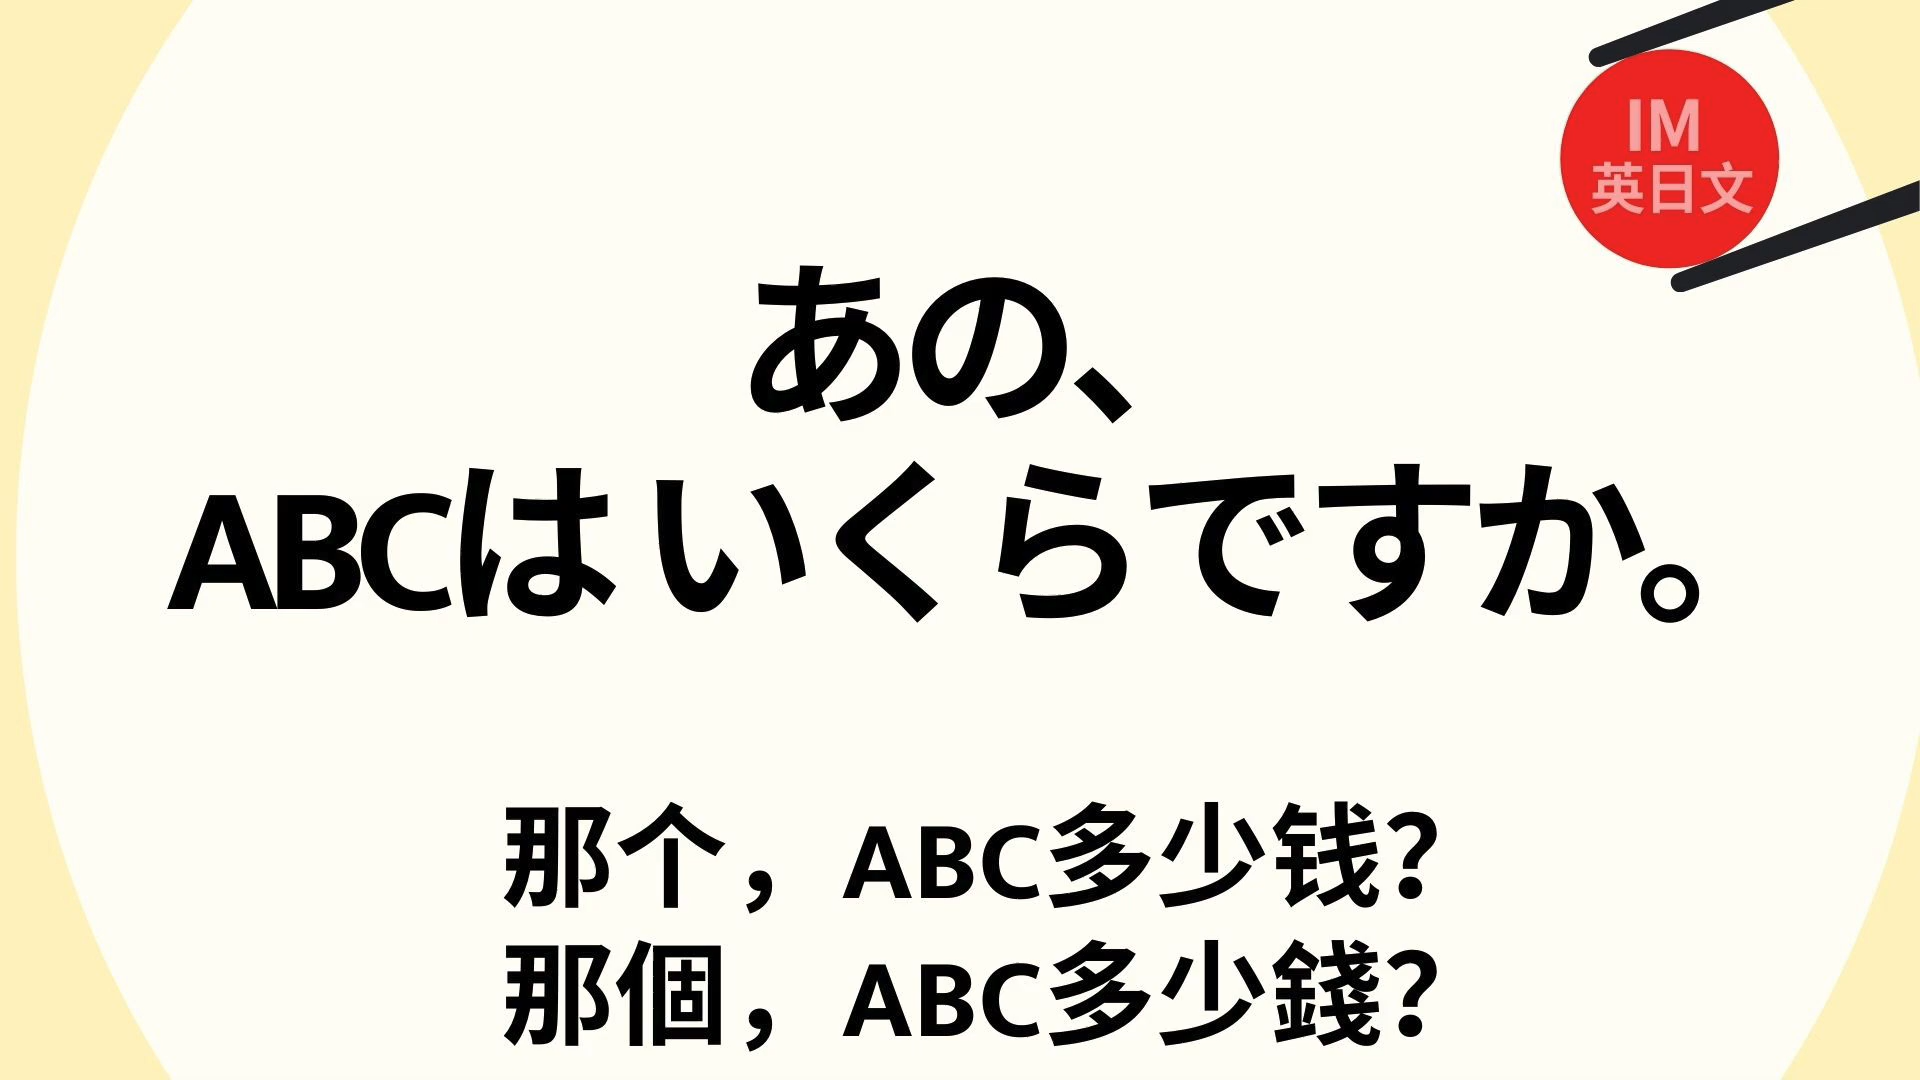 IM
英日文
あの、
ABCは いくらですか。
那个，ABC多少钱？
那個，ABC多少錢？